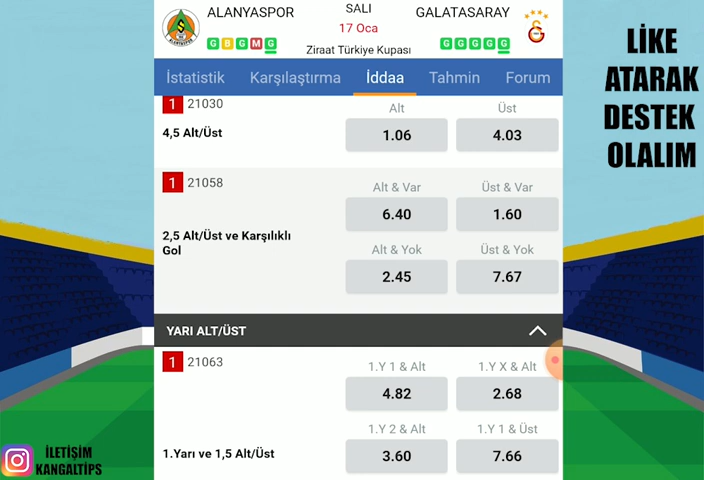 ALANYASPOR
SALI
GALATASARAY
17 Oca
G B G M G
G G G G G
Ziraat Türkiye Kupası
İstatistik Karşılaştırma İddaa Tahmin Forum
1 21030
Alt Üst
4,5 Alt/Üst
1.06 4.03
1 21058
Alt & Var Üst & Var
6.40 1.60
2,5 Alt/Üst ve Karşılıklı
Gol
Alt & Yok Üst & Yok
2.45 7.67
YARI ALT/ÜST
1 21063
1.Y 1 & Alt 1.Y X & Alt
4.82 2.68
1.Y 2 & Alt 1.Y 1 & Üst
1.Yarı ve 1,5 Alt/Üst
3.60 7.66
LİKE
ATARAK
DESTEK
OLALIM
İLETİŞİM
KANGALTİPS